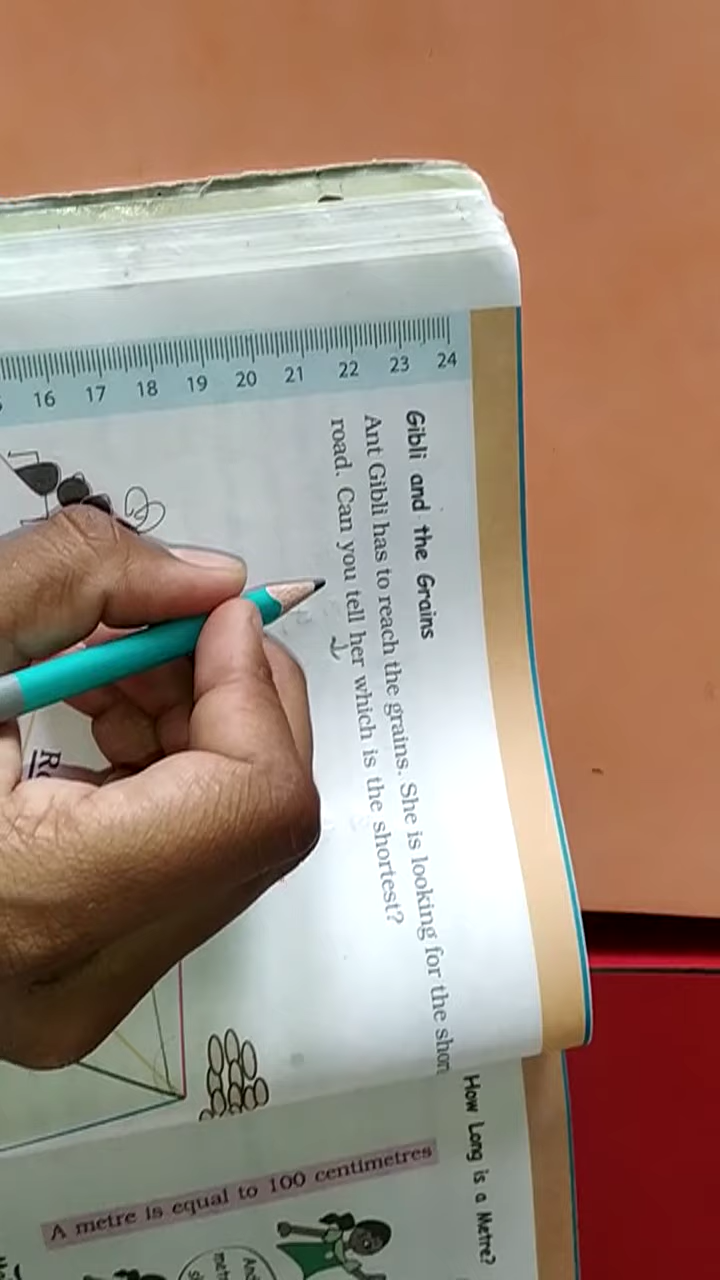 16 17 18 19 20 21 22 23 24
Gibli and the Grains
Ant Gibli has to reach the grains. She is looking for the
road. Can you tell her which is the shortest?
How Long is a Metre?
A metre is equal to 100 centimetres